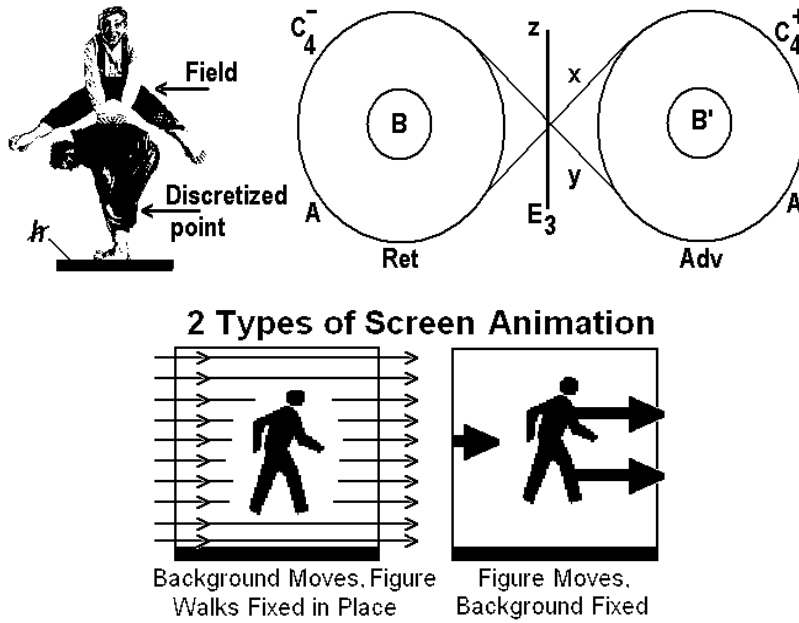 Field
Discretized
point
ħ
C₄⁻
B
A
Ret
z
x
y
E₃
C₄⁺
B'
A
Adv
2 Types of Screen Animation
Background Moves, Figure
Walks Fixed in Place
Figure Moves,
Background Fixed